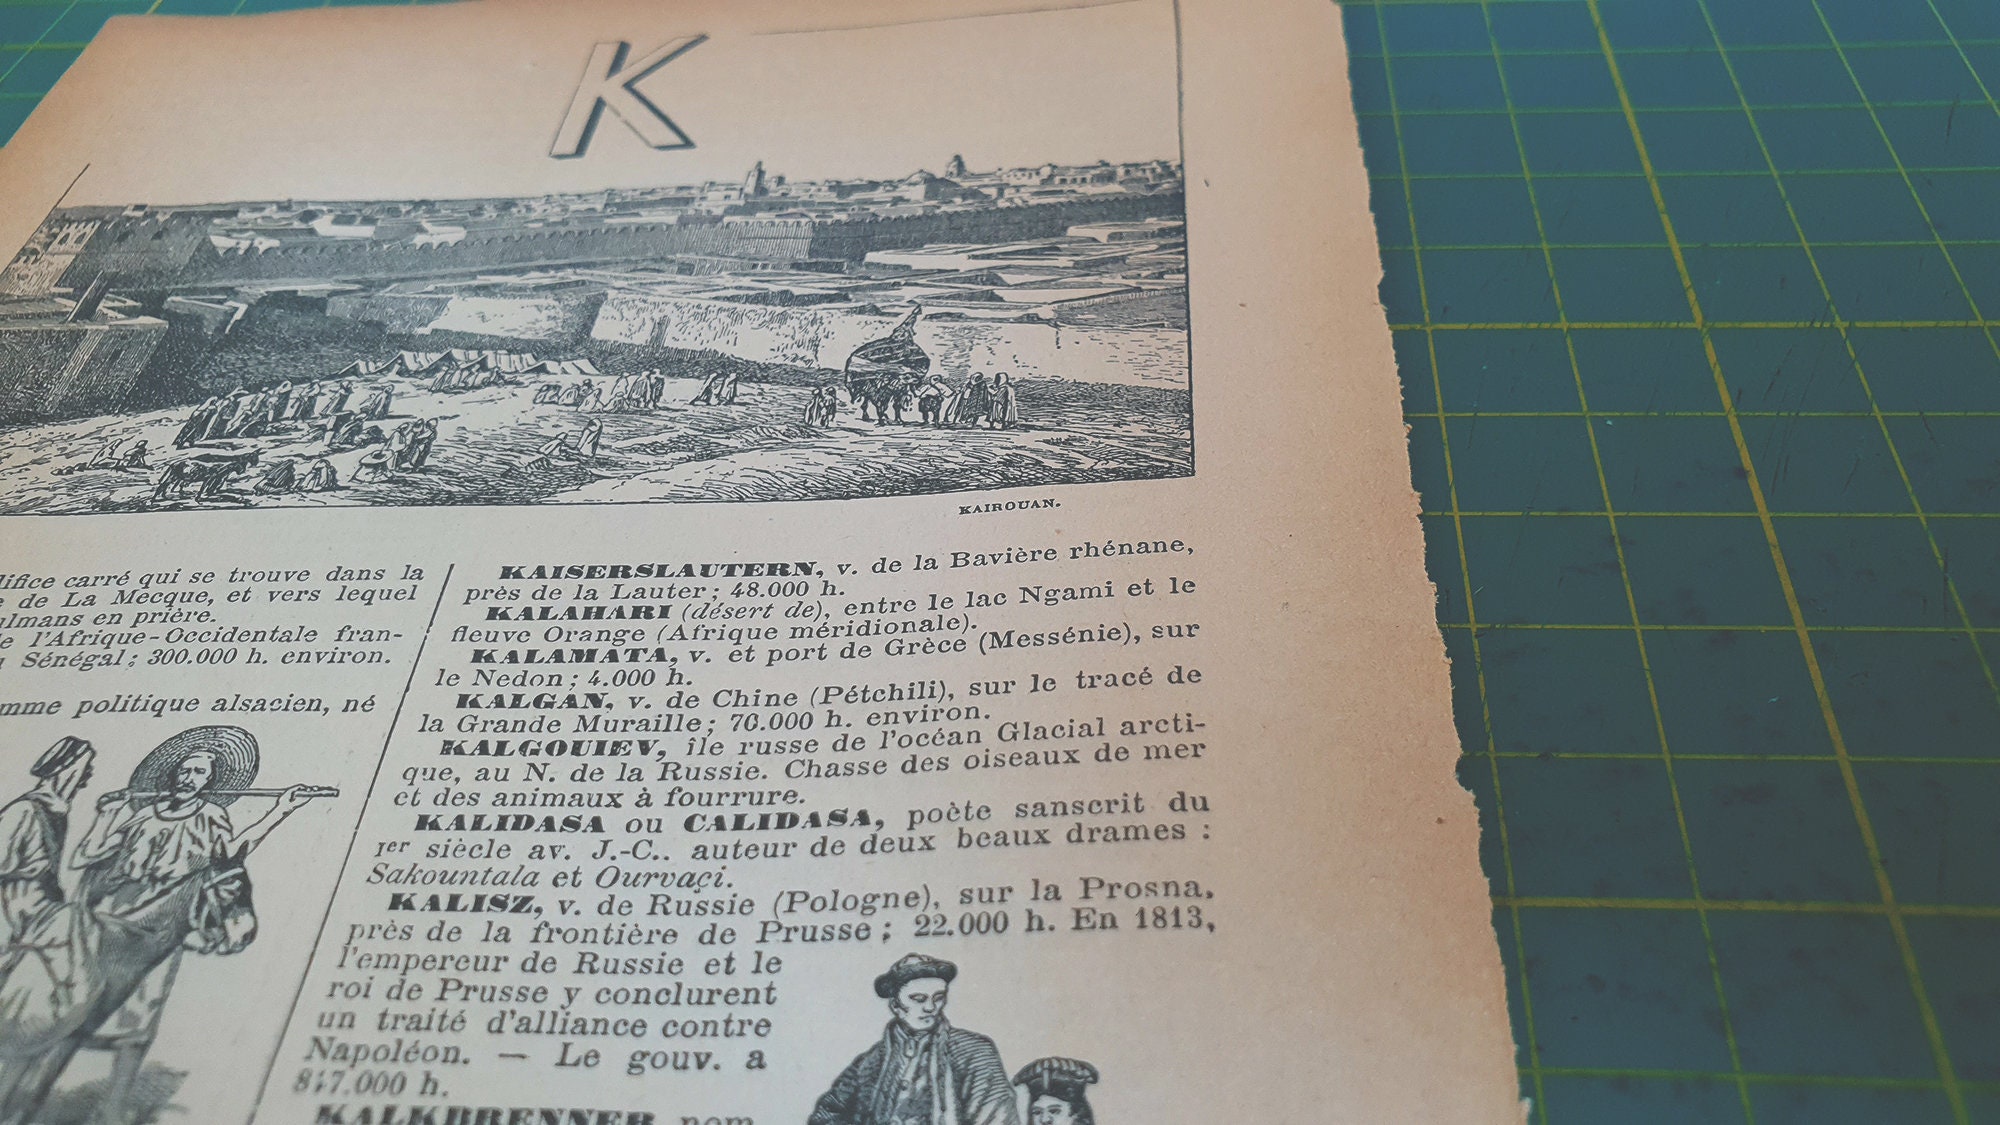 K
KAIROUAN.
difice carré qui se trouve dans la
de La Mecque, et vers lequel
ulmans en prière.
l'Afrique-Occidentale fran-
Sénégal; 300.000 h. environ.
mme politique alsacien, né
KAISERSLAUTERN, v. de la Bavière rhénane,
près de la Lauter; 48.000 h.
KALAHARI (désert de), entre le lac Ngami et le
fleuve Orange (Afrique méridionale).
KALAMATA, v. et port de Grèce (Messénie), sur
le Nedon; 4.000 h.
KALGAN, v. de Chine (Pétchili), sur le tracé de
la Grande Muraille; 70.000 h. environ.
KALGOUIEV, île russe de l'océan Glacial arcti-
que, au N. de la Russie. Chasse des oiseaux de mer
et des animaux à fourrure.
KALIDASA ou CALIDASA, poète sanscrit du
Ier siècle av. J.-C.. auteur de deux beaux drames :
Sakountala et Ourvaçi.
KALISZ, v. de Russie (Pologne), sur la Prosna,
près de la frontière de Prusse; 22.000 h. En 1813,
l'empereur de Russie et le
roi de Prusse y conclurent
un traité d'alliance contre
Napoléon. — Le gouv. a
h.
KALKBRENNER nom